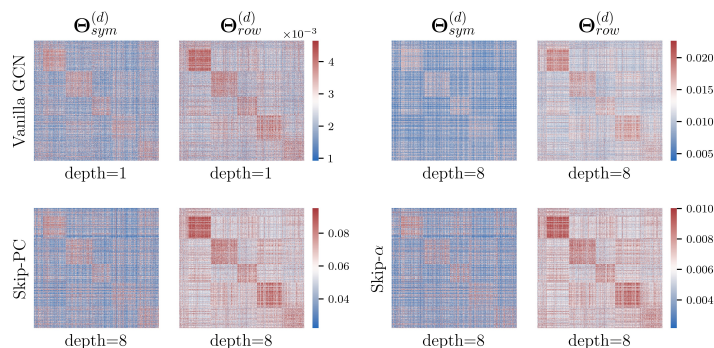 Θ_sym^(d) Θ_row^(d) ×10⁻³ Θ_sym^(d) Θ_row^(d)
Vanilla GCN
4
3
2
1
0.020
0.015
0.010
0.005
depth=1 depth=1 depth=8 depth=8
Skip-PC
0.08
0.06
0.04
Skip-α
0.010
0.008
0.006
0.004
depth=8 depth=8 depth=8 depth=8